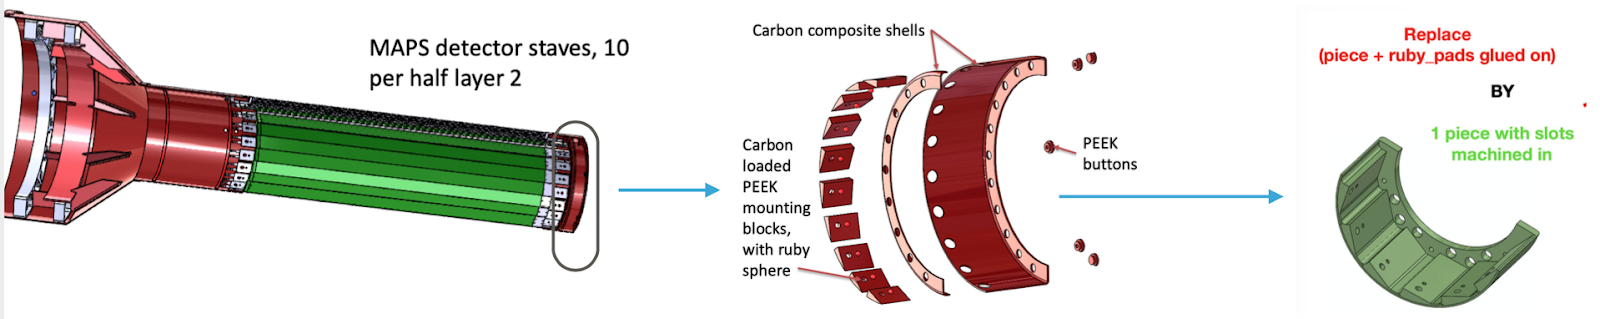 MAPS detector staves, 10
per half layer 2
Carbon composite shells
Carbon
loaded
PEEK
mounting
blocks,
with ruby
sphere
PEEK
buttons
Replace
(piece + ruby_pads glued on)
BY
1 piece with slots
machined in